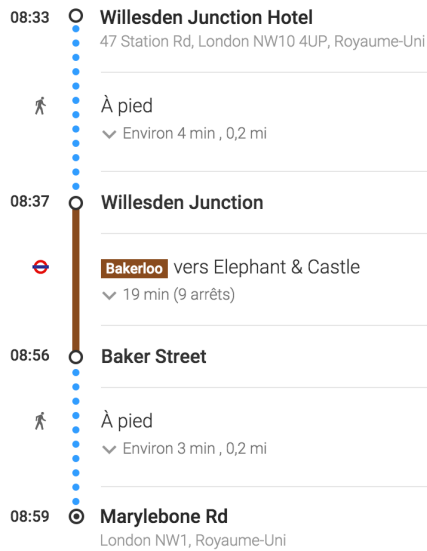 08:33 Willesden Junction Hotel
47 Station Rd, London NW10 4UP, Royaume-Uni
À pied
Environ 4 min , 0,2 mi
08:37 Willesden Junction
Bakerloo vers Elephant & Castle
19 min (9 arrêts)
08:56 Baker Street
À pied
Environ 3 min , 0,2 mi
08:59 Marylebone Rd
London NW1, Royaume-Uni